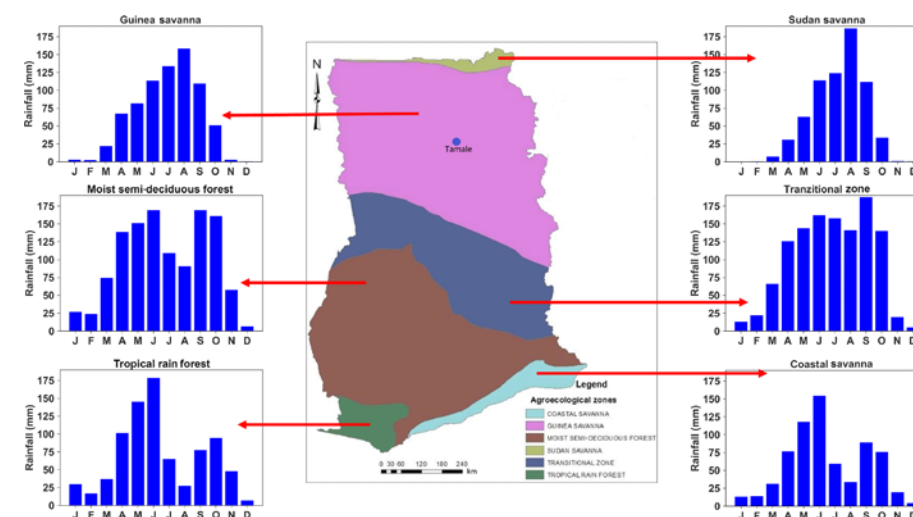 Guinea savanna
Rainfall (mm)
175
150
125
100
75
50
25
0
J F M A M J J A S O N D
Moist semi-deciduous forest
Rainfall (mm)
175
150
125
100
75
50
25
0
J F M A M J J A S O N D
Tropical rain forest
Rainfall (mm)
175
150
125
100
75
50
25
0
J F M A M J J A S O N D
N
Tamale
Legend
Agroecological zones
COASTAL SAVANNA
GUINEA SAVANNA
MOIST SEMI-DECIDUOUS FOREST
SUDAN SAVANNA
TRANSITIONAL ZONE
TROPICAL RAIN FOREST
0 30 60 120 180 240
km
Sudan savanna
Rainfall (mm)
175
150
125
100
75
50
25
0
J F M A M J J A S O N D
Tranzitional zone
Rainfall (mm)
175
150
125
100
75
50
25
0
J F M A M J J A S O N D
Coastal savanna
Rainfall (mm)
175
150
125
100
75
50
25
0
J F M A M J J A S O N D